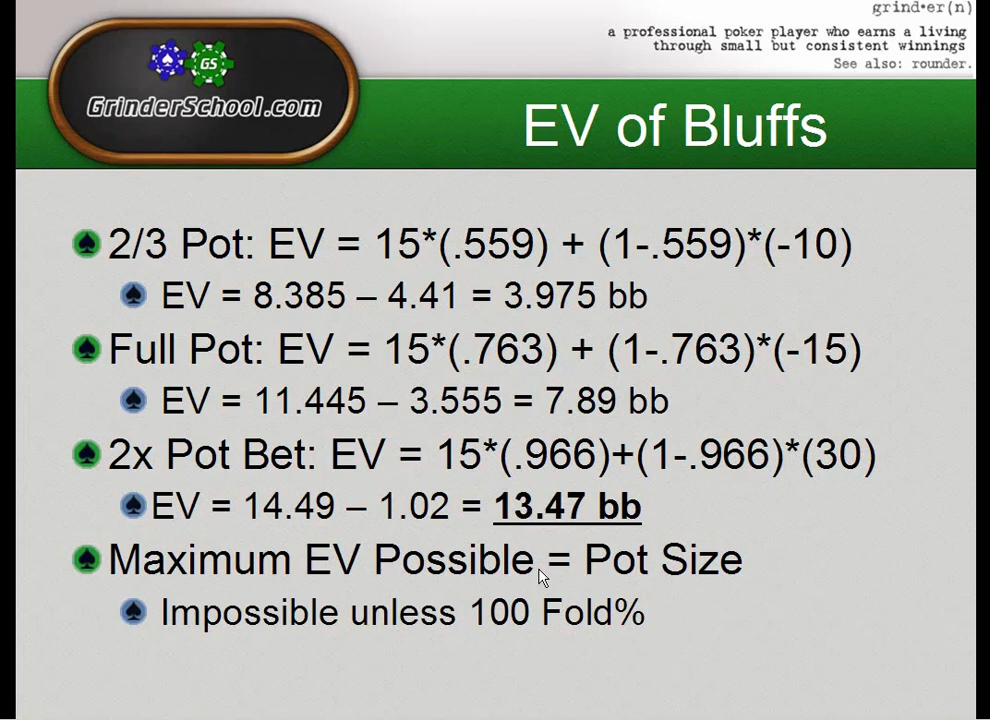 grind•er(n)
a professional poker player who earns a living
through small but consistent winnings
See also: rounder.
GS
GrinderSchool.com
EV of Bluffs
2/3 Pot: EV = 15*(.559) + (1-.559)*(-10)
EV = 8.385 – 4.41 = 3.975 bb
Full Pot: EV = 15*(.763) + (1-.763)*(-15)
EV = 11.445 – 3.555 = 7.89 bb
2x Pot Bet: EV = 15*(.966)+(1-.966)*(30)
EV = 14.49 – 1.02 = 13.47 bb
Maximum EV Possible = Pot Size
Impossible unless 100 Fold%